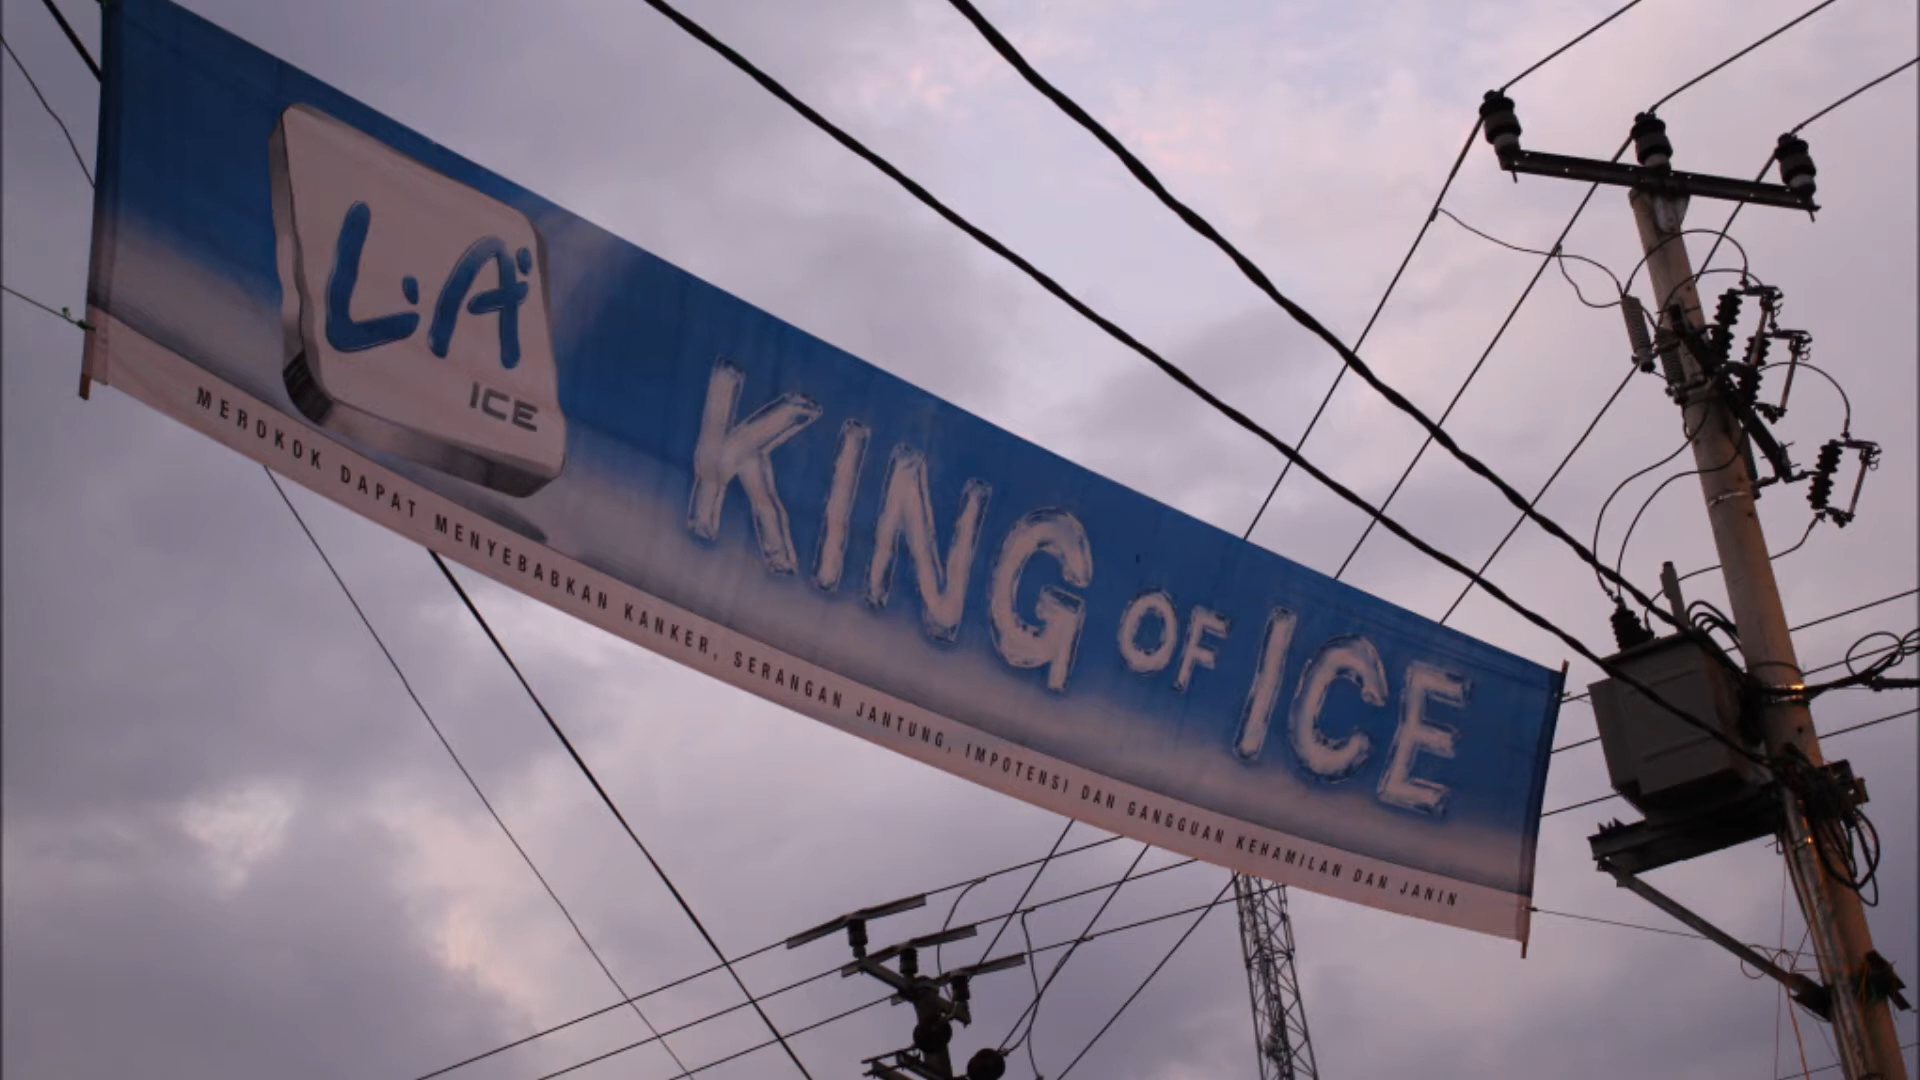 L.A.
ICE
KING OF ICE
MEROKOK DAPAT MENYEBABKAN KANKER, SERANGAN JANTUNG, IMPOTENSI DAN GANGGUAN KEHAMILAN DAN JANIN